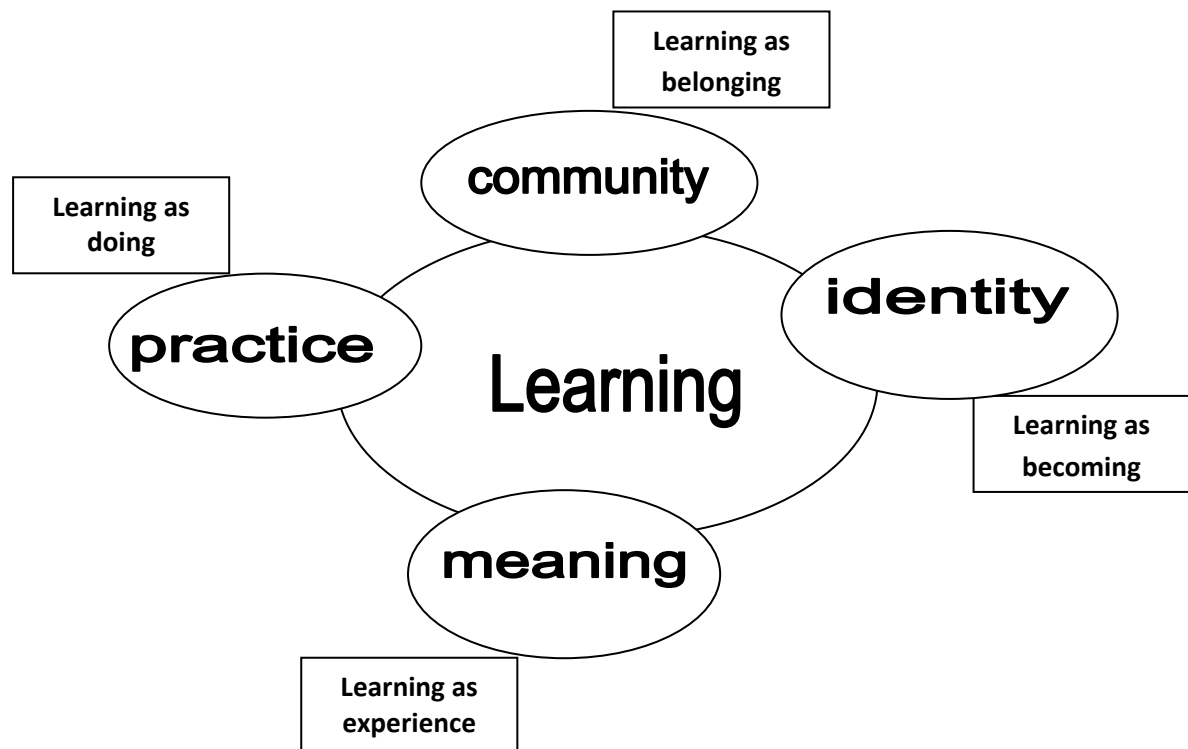 Learning as
belonging
community
Learning as
doing
identity
practice
Learning
Learning as
becoming
meaning
Learning as
experience